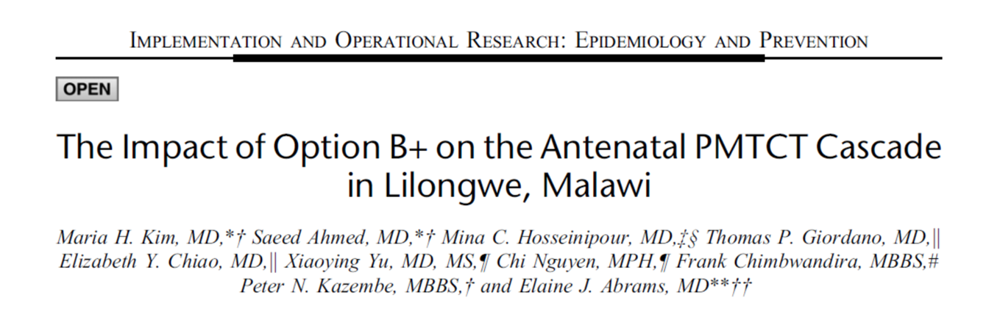 IMPLEMENTATION AND OPERATIONAL RESEARCH: EPIDEMIOLOGY AND PREVENTION
OPEN
The Impact of Option B+ on the Antenatal PMTCT Cascade
in Lilongwe, Malawi
Maria H. Kim, MD,*† Saeed Ahmed, MD,*† Mina C. Hosseinipour, MD,‡§ Thomas P. Giordano, MD,||
Elizabeth Y. Chiao, MD,|| Xiaoying Yu, MD, MS,¶ Chi Nguyen, MPH,¶ Frank Chimbwandira, MBBS,#
Peter N. Kazembe, MBBS,† and Elaine J. Abrams, MD**††